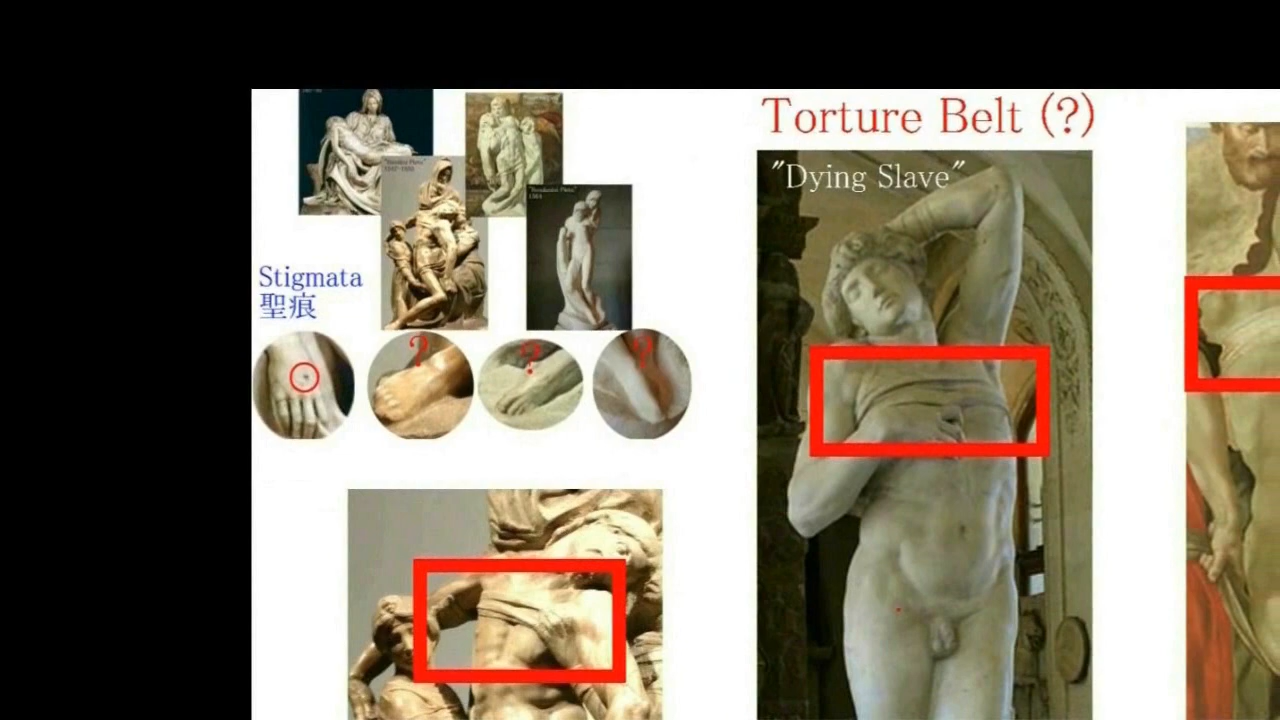 Torture Belt (?)
"Dying Slave"
Stigmata
聖痕
?
?
?